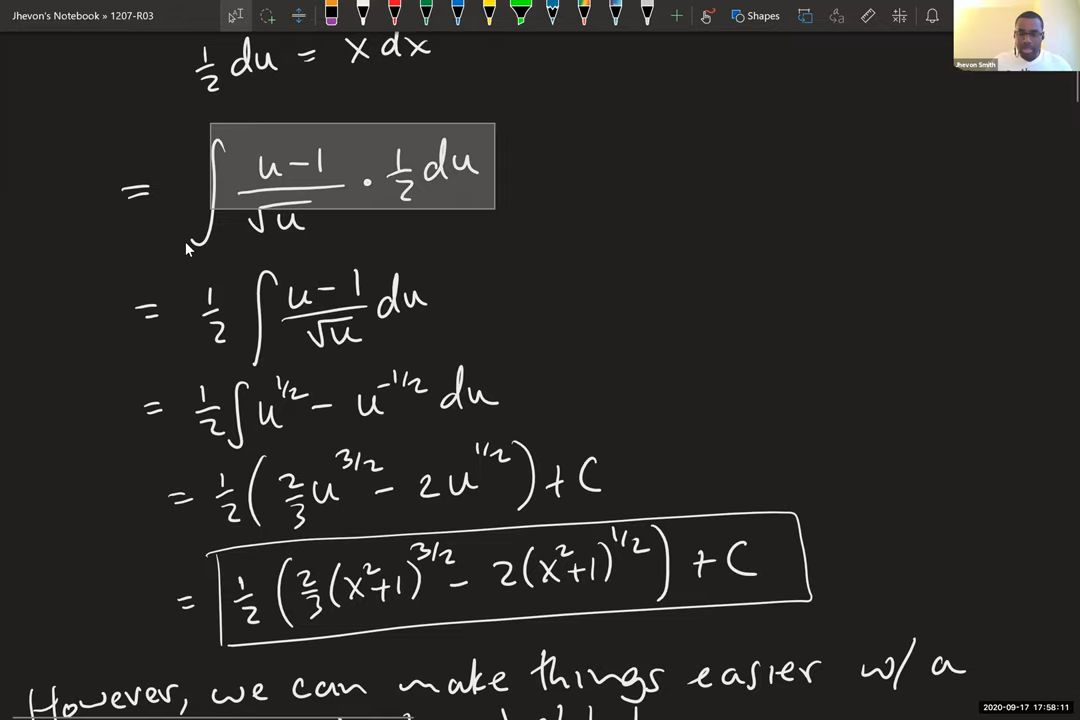 Jhevon's Notebook » 1207-R03
Shapes
Jhevon Smith
1/2 du = x dx
= ∫ (u-1)/√u · 1/2 du
= 1/2 ∫ (u-1)/√u du
= 1/2 ∫ u^(1/2) - u^(-1/2) du
= 1/2 (2/3 u^(3/2) - 2u^(1/2)) + C
= 1/2 (2/3 (x²+1)^(3/2) - 2(x²+1)^(1/2)) + C
However, we can make things easier w/ a
2020-09-17 17:58:11